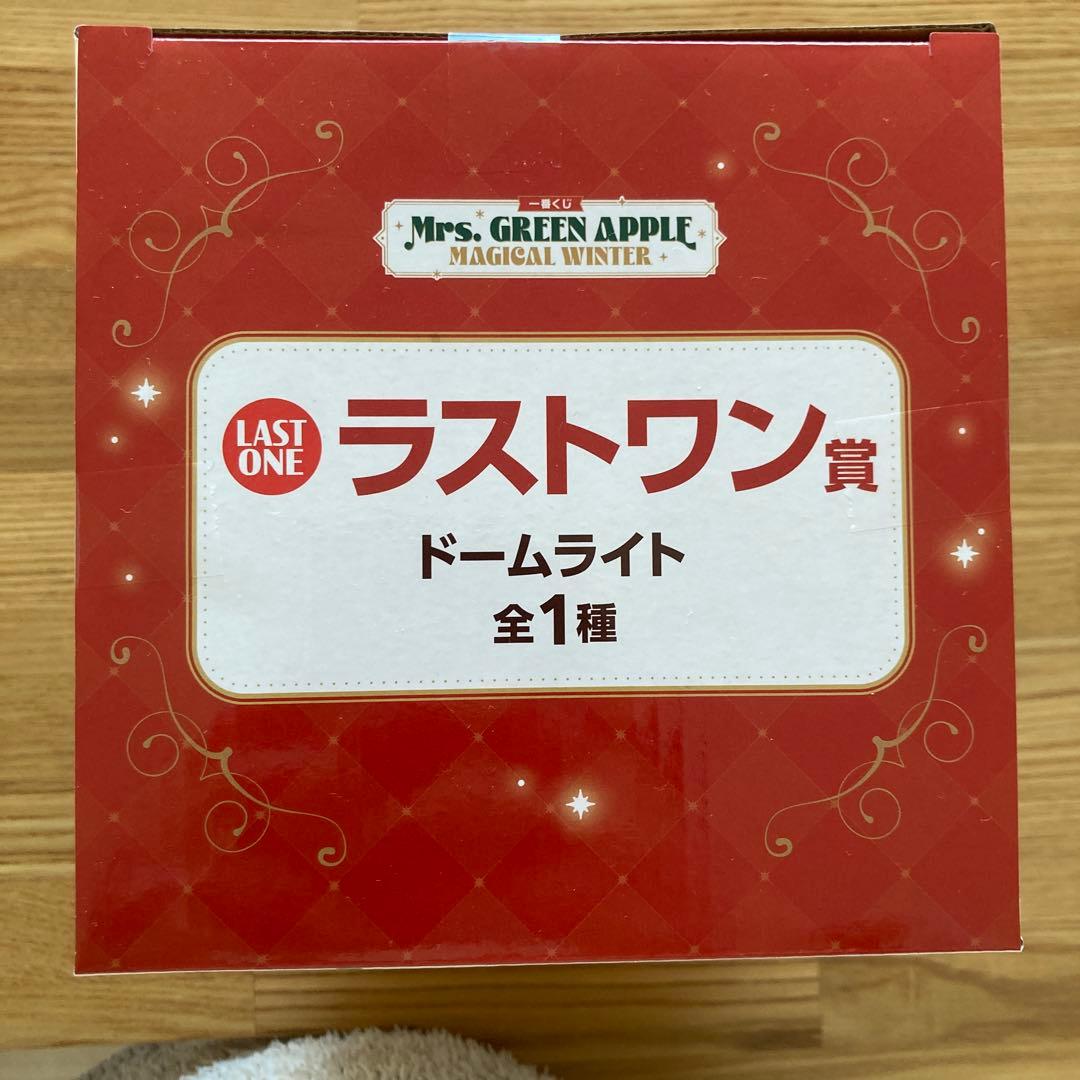 一番くじ
Mrs. GREEN APPLE
MAGICAL WINTER
LAST
ONE
ラストワン賞
ドームライト
全1種